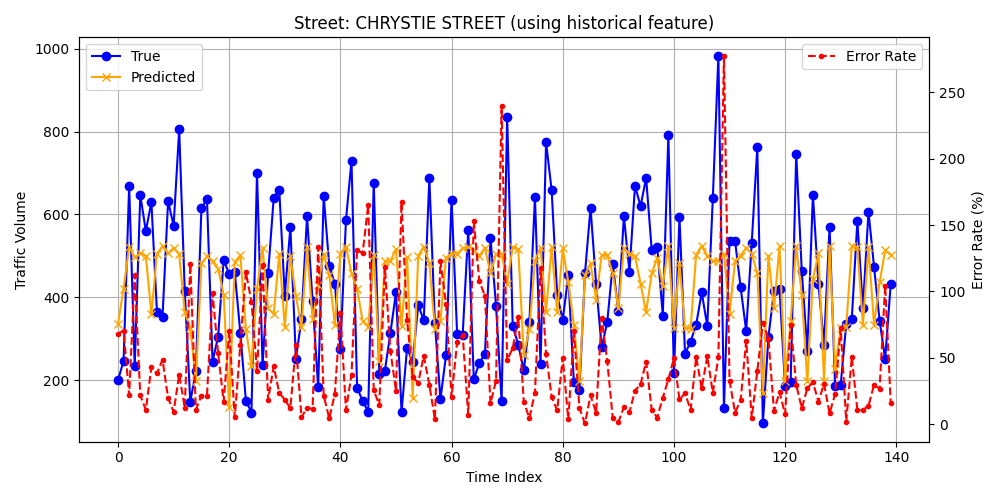 Street: CHRYSTIE STREET (using historical feature)
True
Predicted
Error Rate
1000
800
600
400
200
Traffic Volume
250
200
150
100
50
0
Error Rate (%)
0 20 40 60 80 100 120 140
Time Index